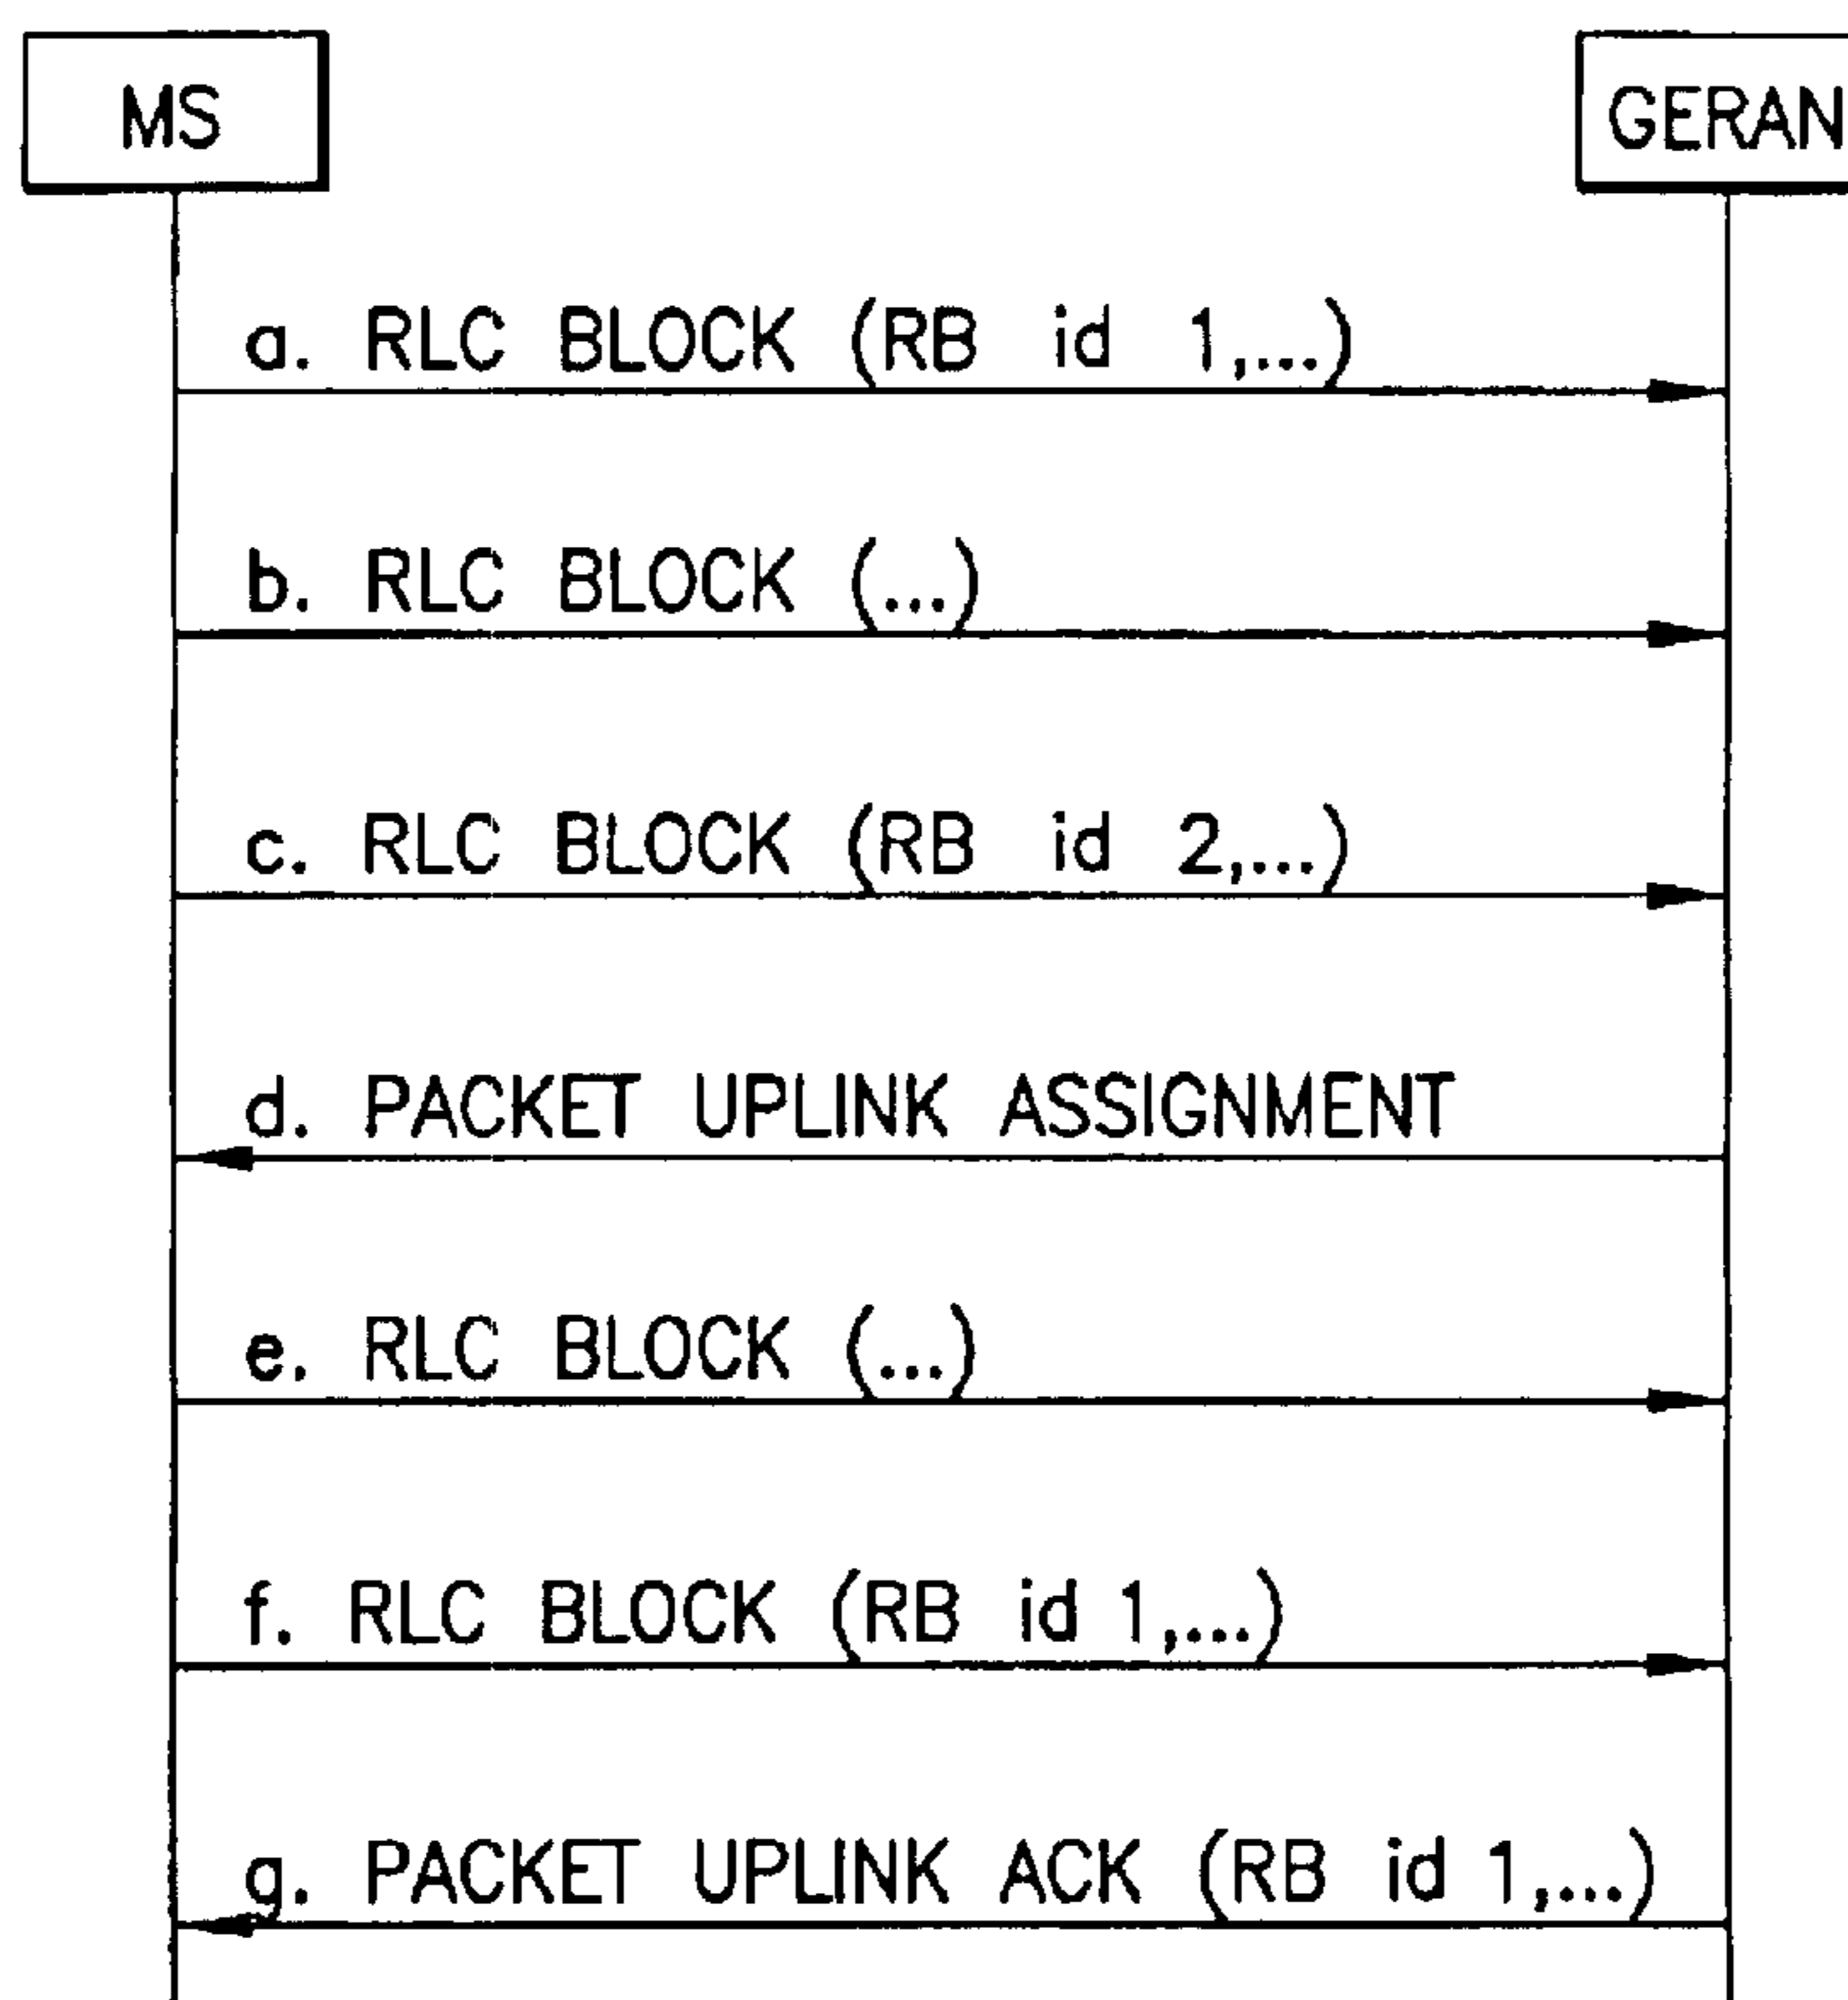 MS
GERAN
a. RLC BLOCK (RB id 1,...)
b. RLC BLOCK (...)
c. RLC BLOCK (RB id 2,...)
d. PACKET UPLINK ASSIGNMENT
e. RLC BLOCK (...)
f. RLC BLOCK (RB id 1,...)
g. PACKET UPLINK ACK (RB id 1,...)